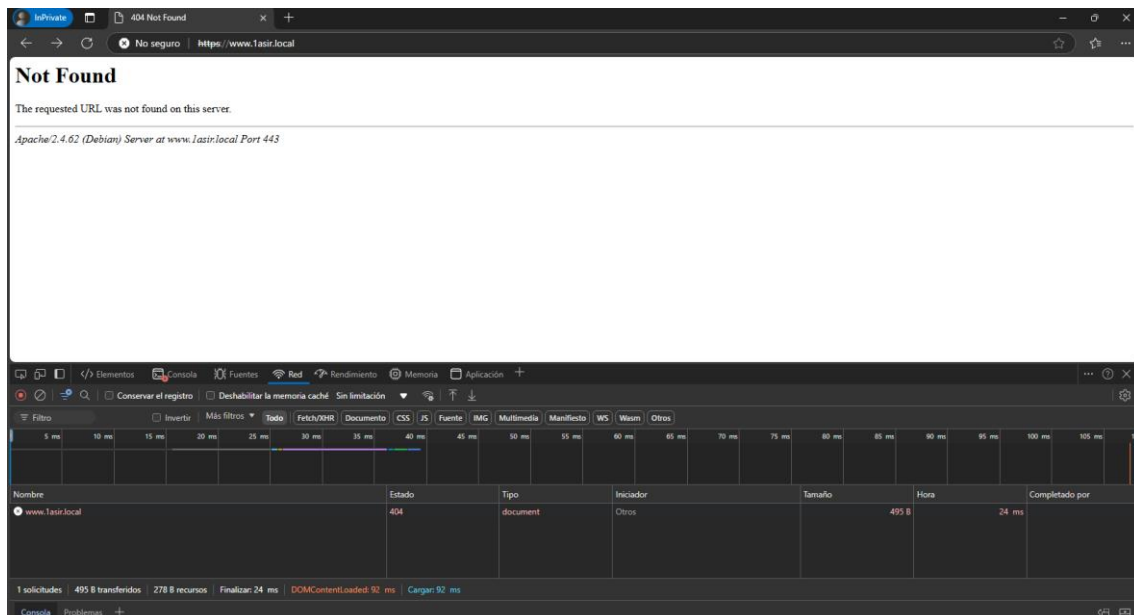 InPrivate 404 Not Found
No seguro https://www.1asir.local
Not Found
The requested URL was not found on this server.
Apache/2.4.62 (Debian) Server at www.1asir.local Port 443
Elementos Consola Fuentes Red Rendimiento Memoria Aplicación
Conservar el registro Deshabilitar la memoria caché Sin limitación
Filtro Invertir Más filtros Todo Fetch/XHR Documento CSS JS Fuente IMG Multimedia Manifiesto WS Wasm Otros
5 ms 10 ms 15 ms 20 ms 25 ms 30 ms 35 ms 40 ms 45 ms 50 ms 55 ms 60 ms 65 ms 70 ms 75 ms 80 ms 85 ms 90 ms 95 ms 100 ms 105 ms
Nombre Estado Tipo Iniciador Tamaño Hora Completado por
www.1asir.local 404 document Otros 495 B 24 ms
1 solicitudes 495 B transferidos 278 B recursos Finalizar: 24 ms DOMContentLoaded: 92 ms Cargar: 92 ms
Consola Problemas